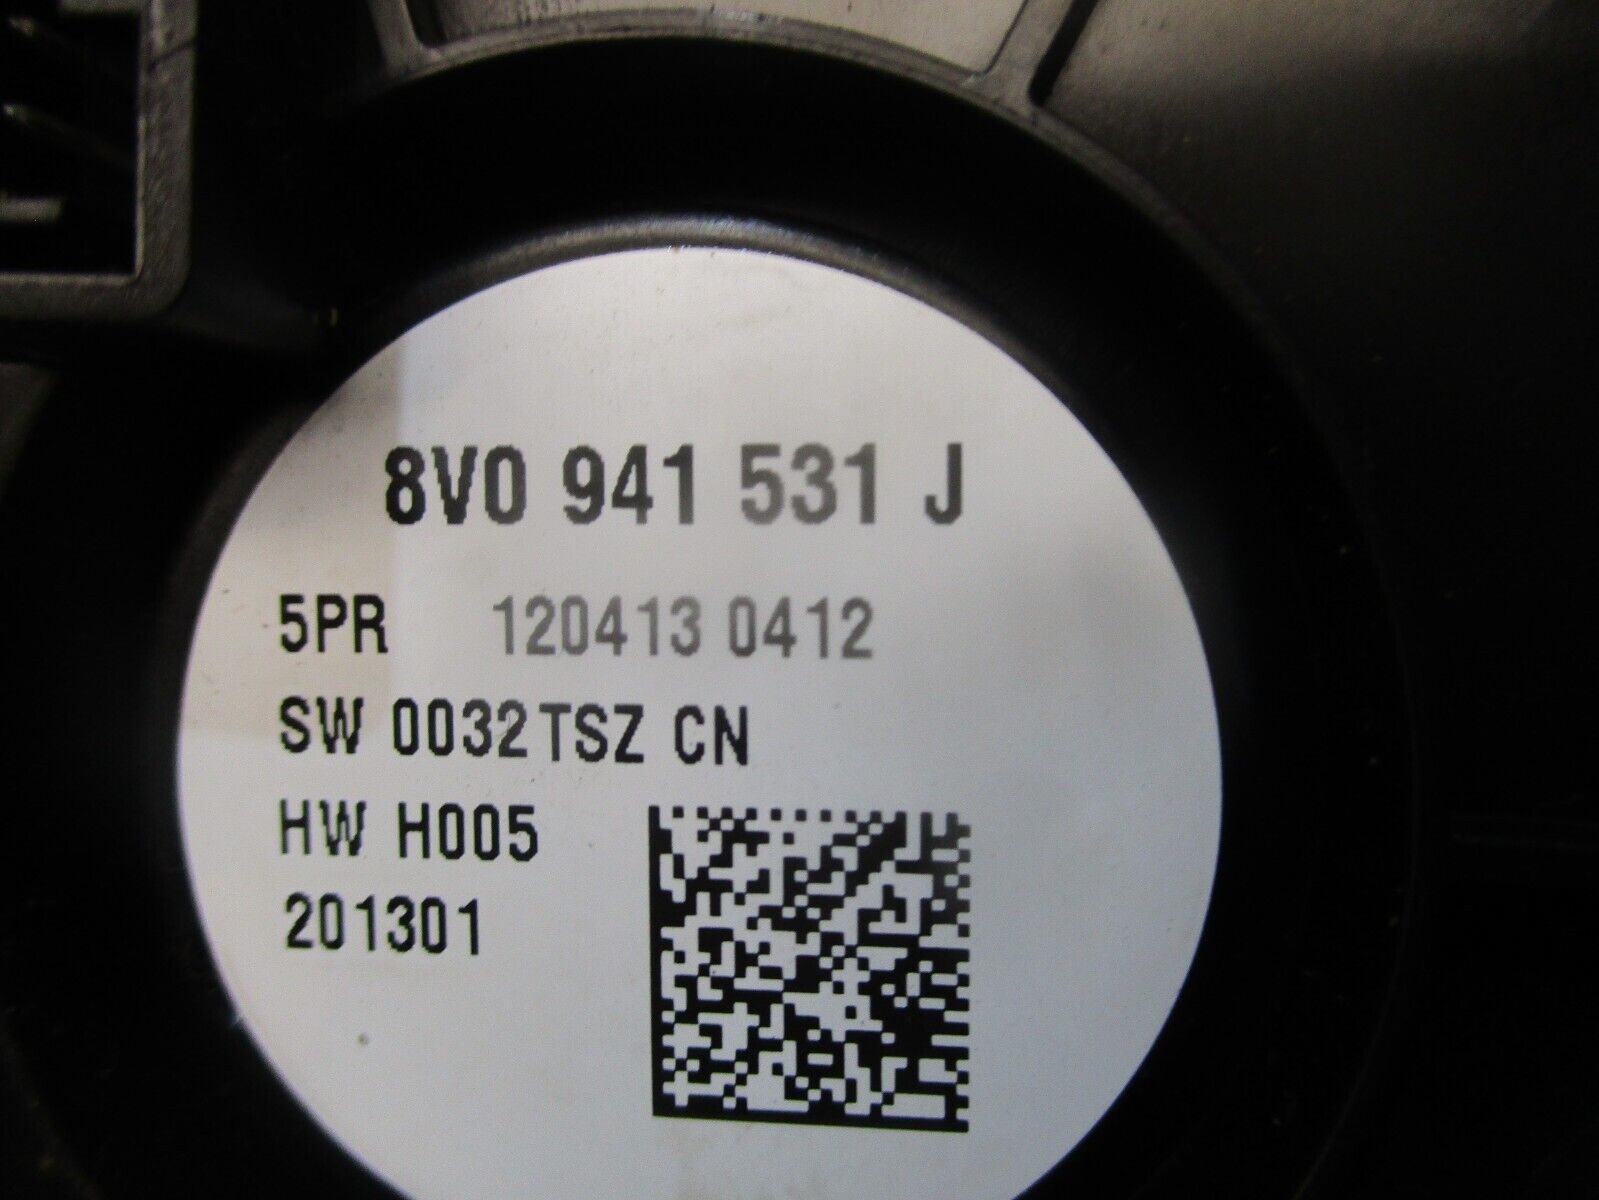 8V0 941 531 J
5PR 120413 0412
SW 0032TSZ CN
HW H005
201301